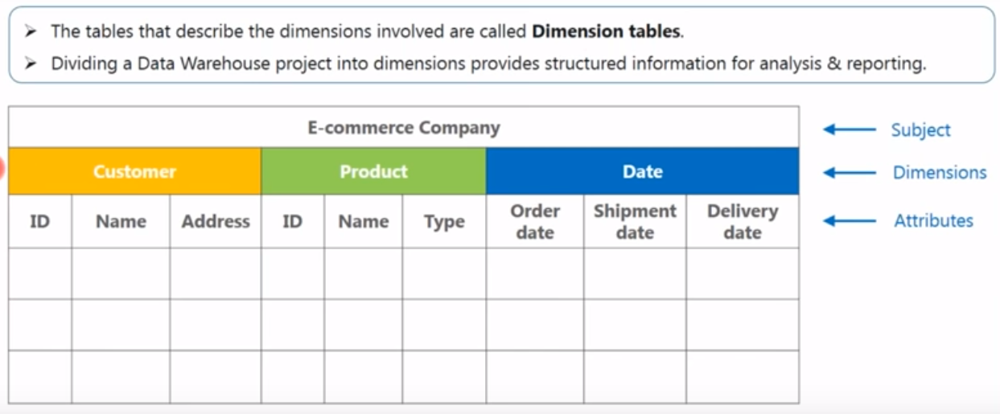 ➤ The tables that describe the dimensions involved are called Dimension tables.
➤ Dividing a Data Warehouse project into dimensions provides structured information for analysis & reporting.
E-commerce Company
Subject
Customer Product Date
Dimensions
ID Name Address ID Name Type Order date Shipment date Delivery date
Attributes